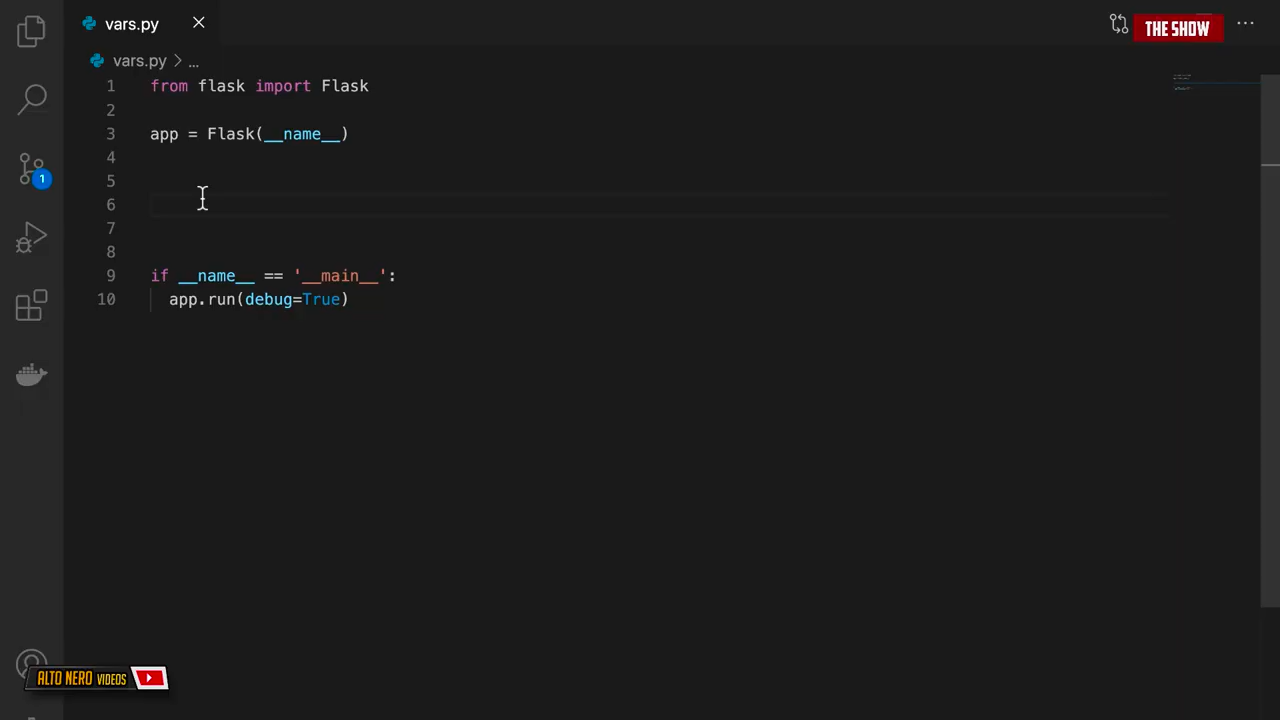 vars.py
THE SHOW
vars.py > ...
1 from flask import Flask
2
3 app = Flask(__name__)
4
5
6
7
8
9 if __name__ == '__main__':
10 app.run(debug=True)
1
ALTO NERO VIDEOS